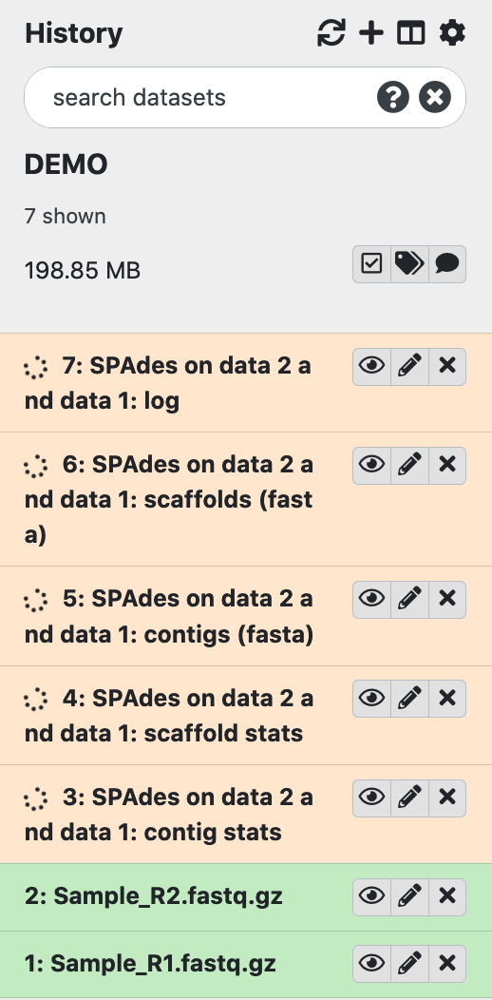 History
search datasets
DEMO
7 shown
198.85 MB
7: SPAdes on data 2 a
nd data 1: log
6: SPAdes on data 2 a
nd data 1: scaffolds (fast
a)
5: SPAdes on data 2 a
nd data 1: contigs (fasta)
4: SPAdes on data 2 a
nd data 1: scaffold stats
3: SPAdes on data 2 a
nd data 1: contig stats
2: Sample_R2.fastq.gz
1: Sample_R1.fastq.gz